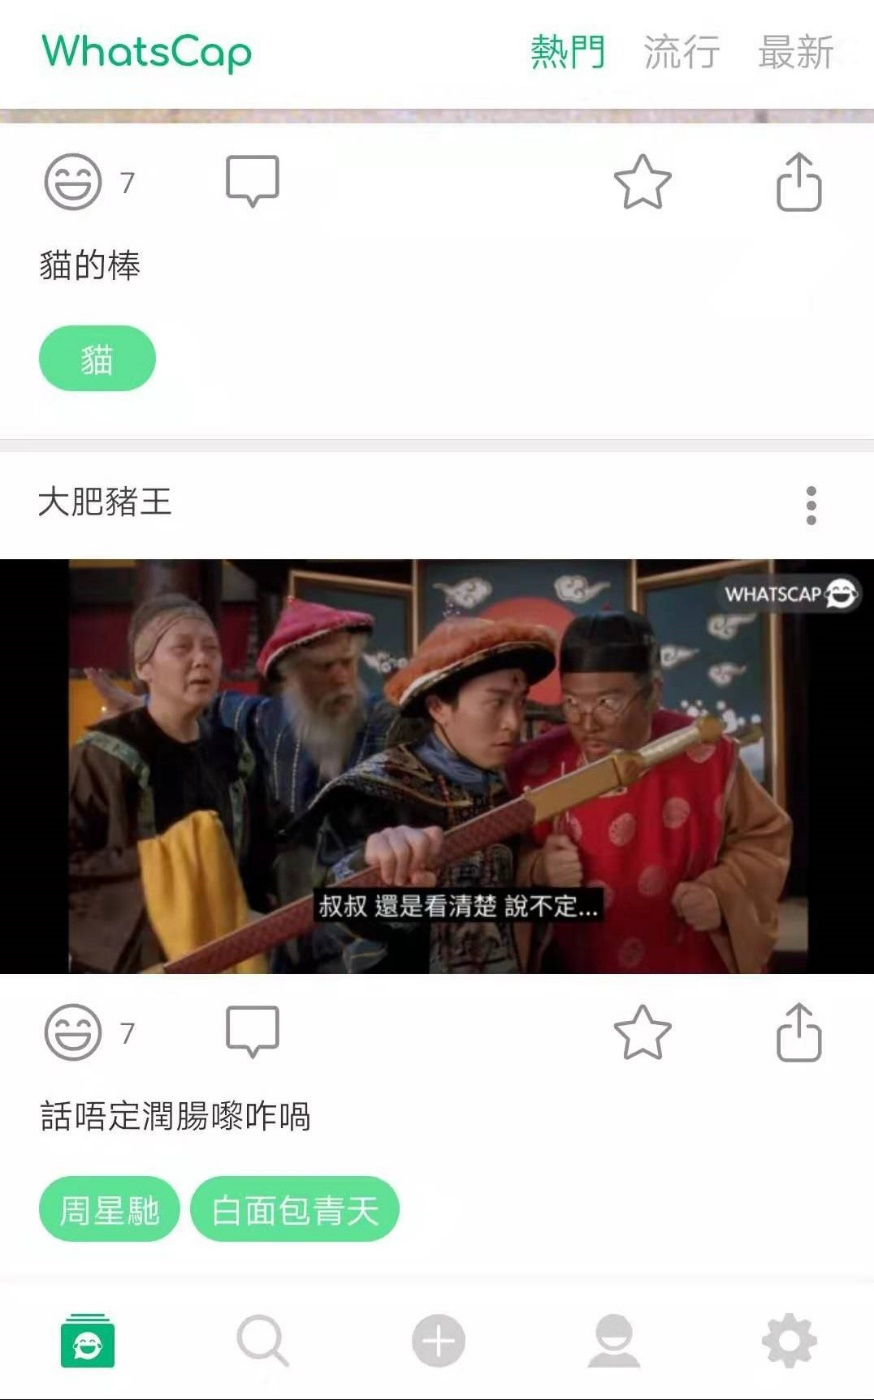 WhatsCap 熱門 流行 最新
7
貓的棒
貓
大肥豬王
WHATSCAP
叔叔 還是看清楚 說不定...
7
話唔定潤腸嚟咋喎
周星馳 白面包青天